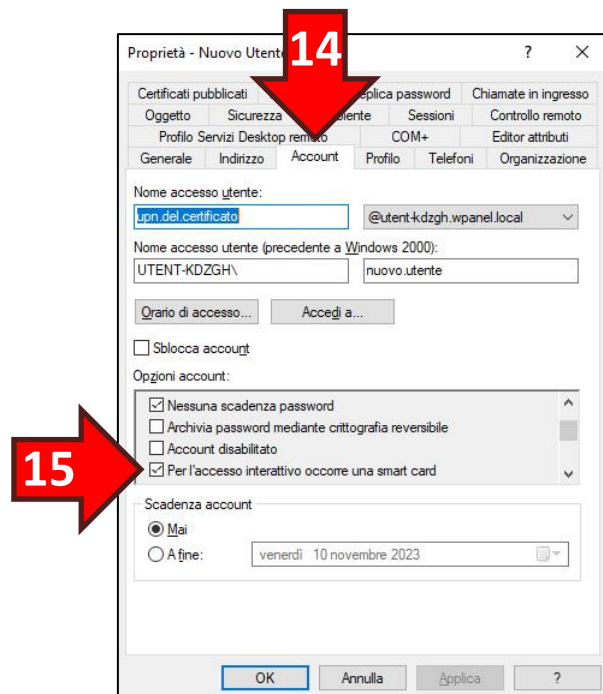 14
Proprietà - Nuovo Utente
?
Certificati pubblicati eplica password Chiamate in ingresso
Oggetto Sicurezza iente Sessioni Controllo remoto
Profilo Servizi Desktop remoto COM+ Editor attributi
Generale Indirizzo Account Profilo Telefoni Organizzazione
Nome accesso utente:
upn.del.certificato @utent-kdzgh.wpanel.local
Nome accesso utente (precedente a Windows 2000):
UTENT-KDZGH\ nuovo.utente
Orario di accesso... Accedi a...
Sblocca account
Opzioni account:
Nessuna scadenza password
Archivia password mediante crittografia reversibile
Account disabilitato
15
Per l'accesso interattivo occorre una smart card
Scadenza account
Mai
A fine: venerdì 10 novembre 2023
OK Annulla Applica ?